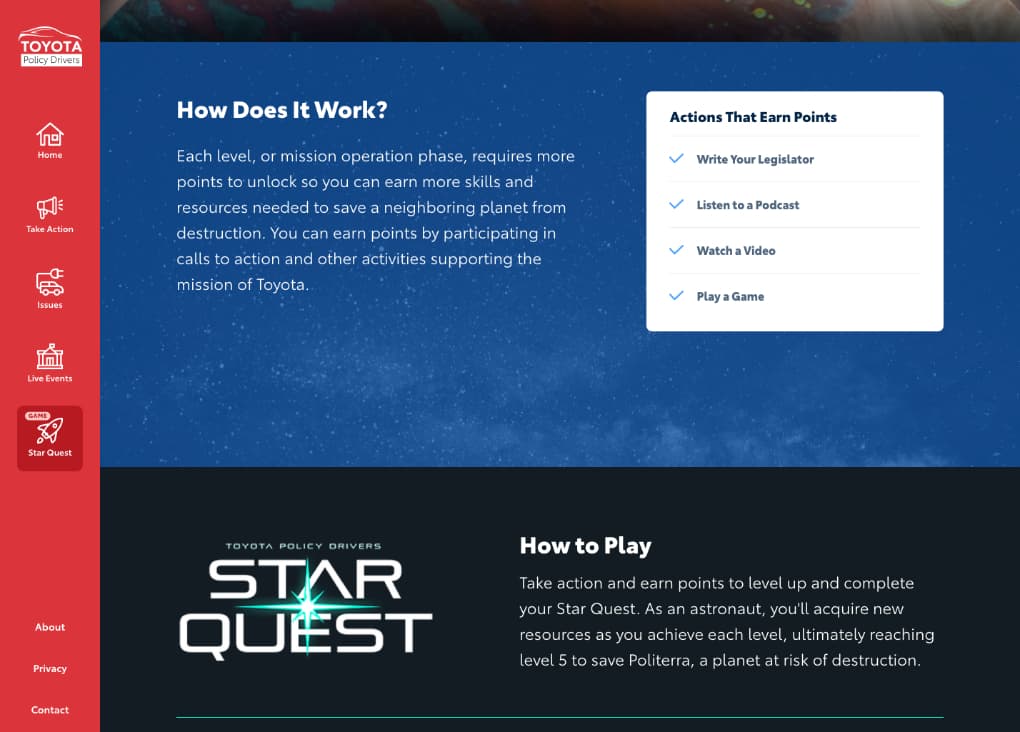 TOYOTA
Policy Drivers
Home
Take Action
Issues
Live Events
GAME
Star Quest
About
Privacy
Contact
How Does It Work?
Each level, or mission operation phase, requires more
points to unlock so you can earn more skills and
resources needed to save a neighboring planet from
destruction. You can earn points by participating in
calls to action and other activities supporting the
mission of Toyota.
Actions That Earn Points
Write Your Legislator
Listen to a Podcast
Watch a Video
Play a Game
TOYOTA POLICY DRIVERS
STAR
QUEST
How to Play
Take action and earn points to level up and complete
your Star Quest. As an astronaut, you'll acquire new
resources as you achieve each level, ultimately reaching
level 5 to save Politerra, a planet at risk of destruction.